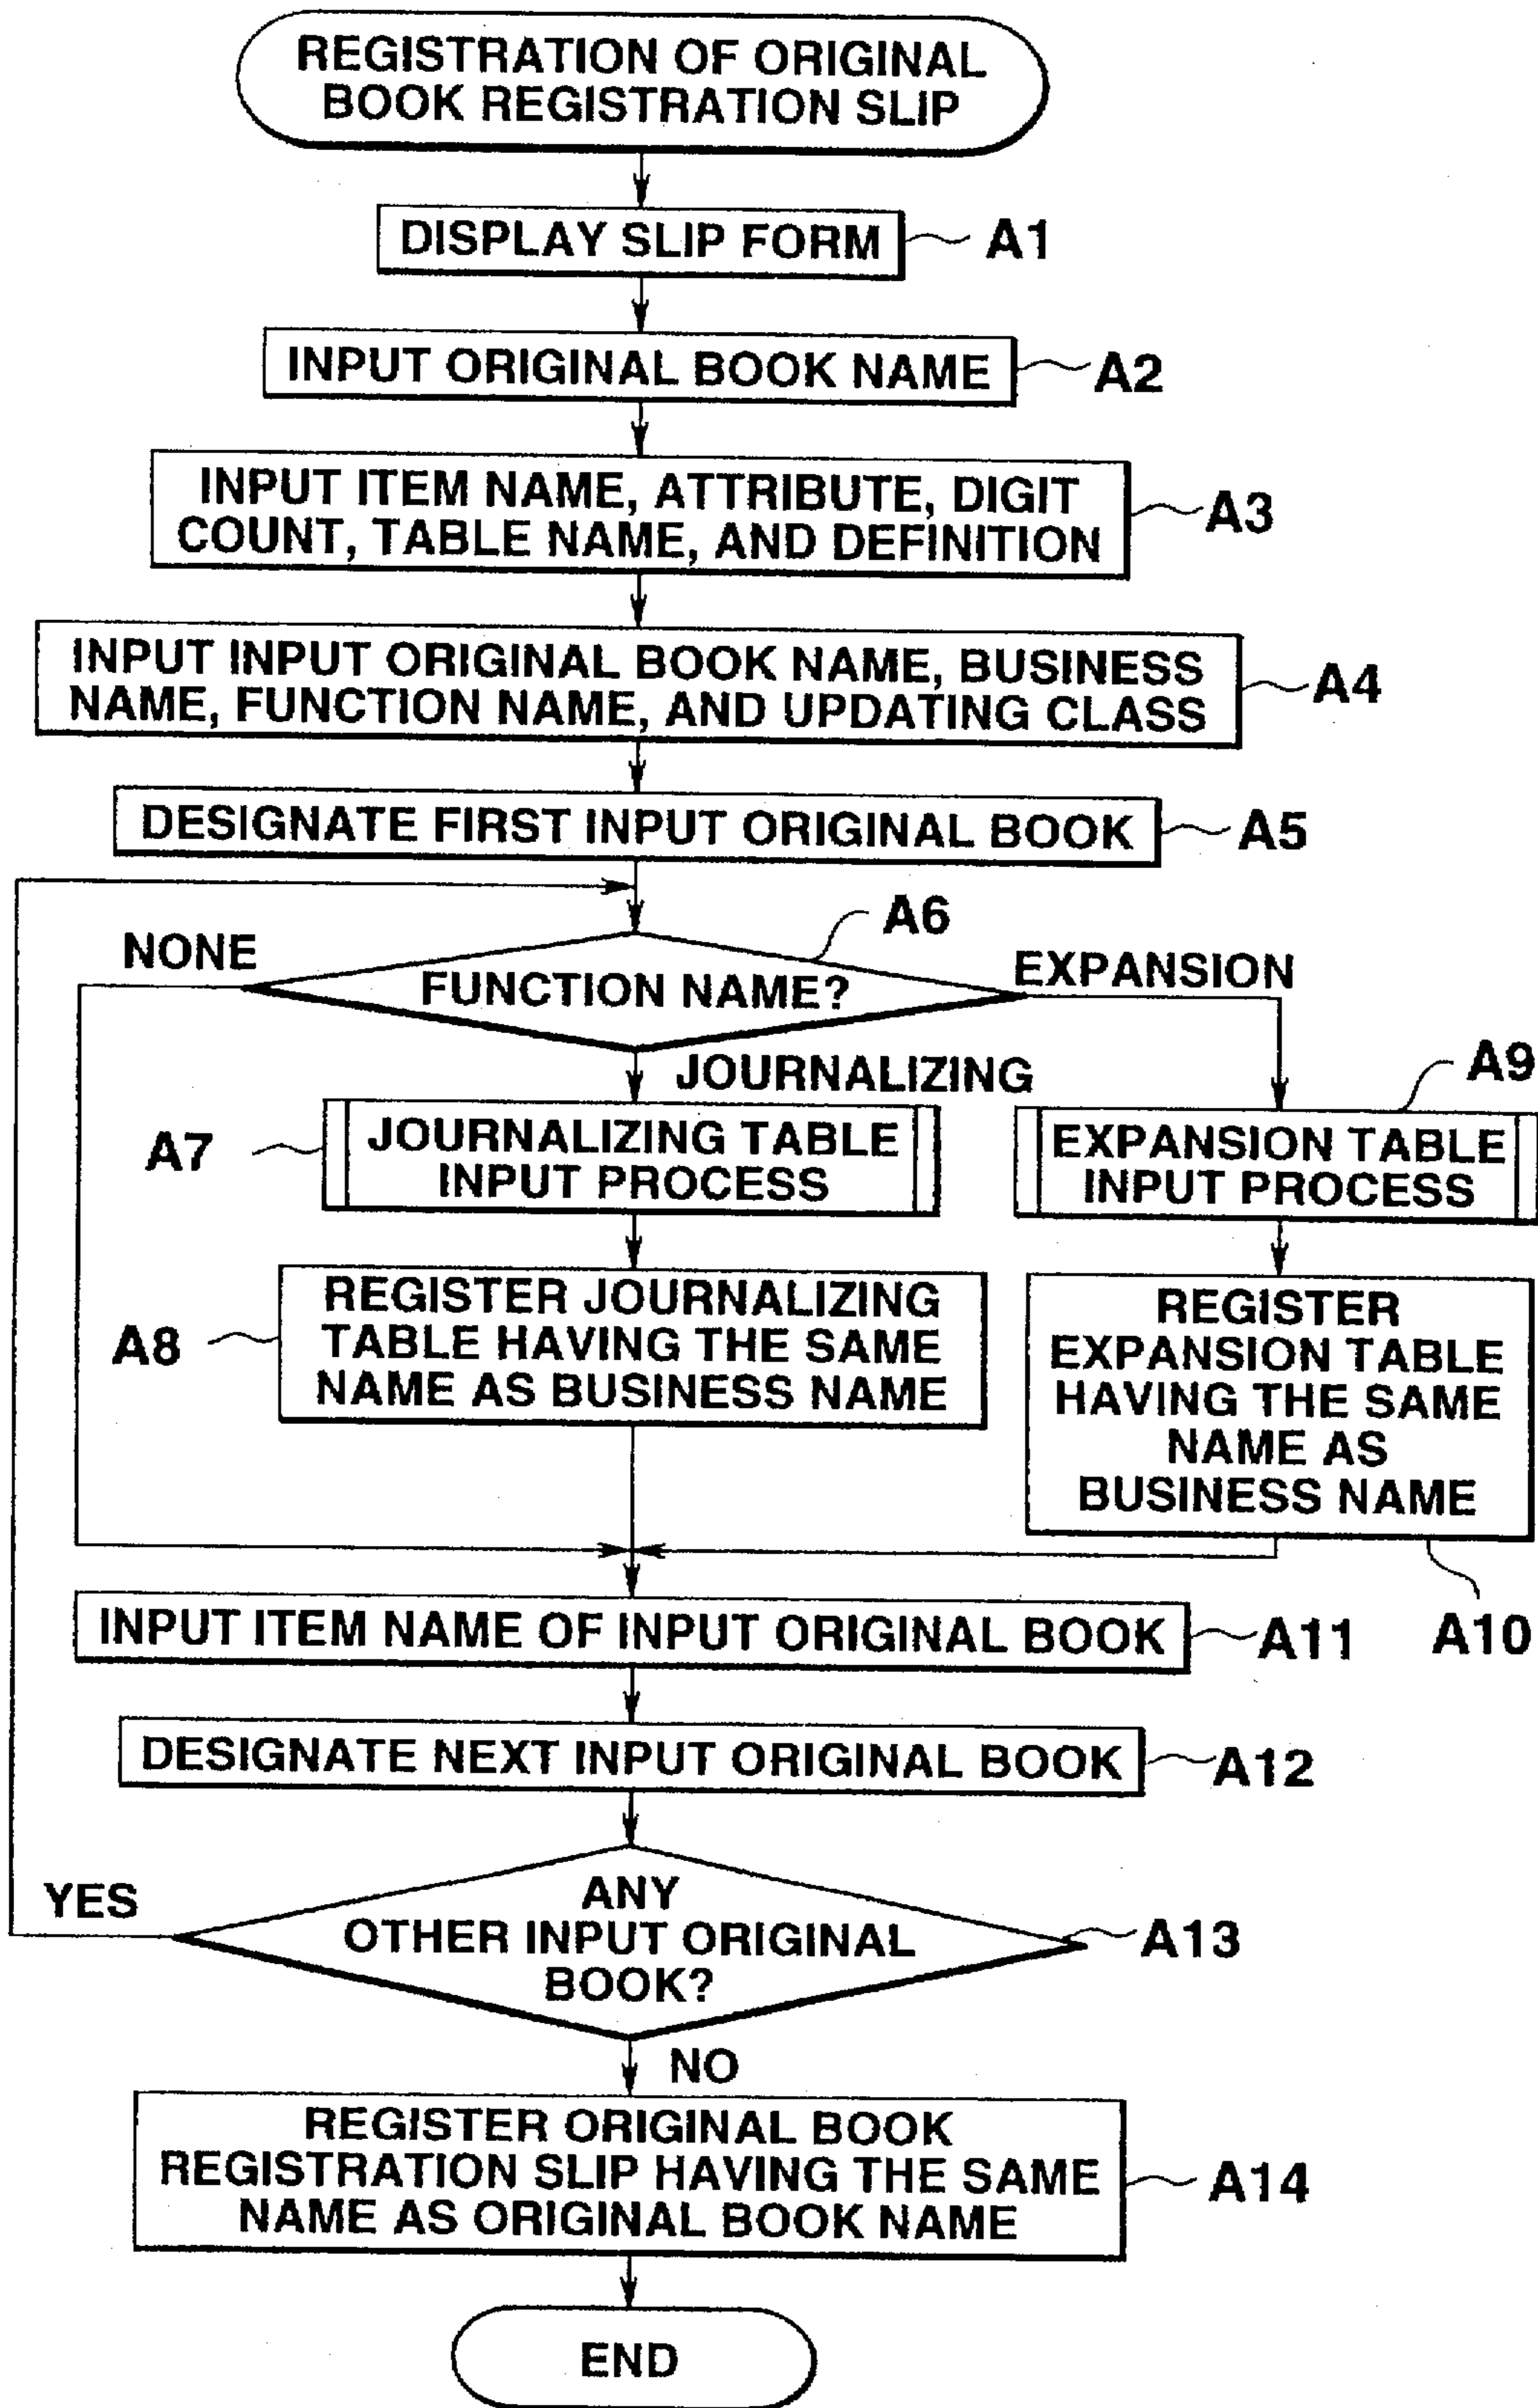 REGISTRATION OF ORIGINAL
BOOK REGISTRATION SLIP
DISPLAY SLIP FORM
A1
INPUT ORIGINAL BOOK NAME
A2
INPUT ITEM NAME, ATTRIBUTE, DIGIT
COUNT, TABLE NAME, AND DEFINITION
A3
INPUT INPUT ORIGINAL BOOK NAME, BUSINESS
NAME, FUNCTION NAME, AND UPDATING CLASS
A4
DESIGNATE FIRST INPUT ORIGINAL BOOK
A5
A6
NONE
FUNCTION NAME?
EXPANSION
JOURNALIZING
A7
JOURNALIZING TABLE
INPUT PROCESS
A9
EXPANSION TABLE
INPUT PROCESS
A8
REGISTER JOURNALIZING
TABLE HAVING THE SAME
NAME AS BUSINESS NAME
REGISTER
EXPANSION TABLE
HAVING THE SAME
NAME AS
BUSINESS NAME
A10
INPUT ITEM NAME OF INPUT ORIGINAL BOOK
A11
DESIGNATE NEXT INPUT ORIGINAL BOOK
A12
YES
ANY
OTHER INPUT ORIGINAL
BOOK?
A13
NO
REGISTER ORIGINAL BOOK
REGISTRATION SLIP HAVING THE SAME
NAME AS ORIGINAL BOOK NAME
A14
END